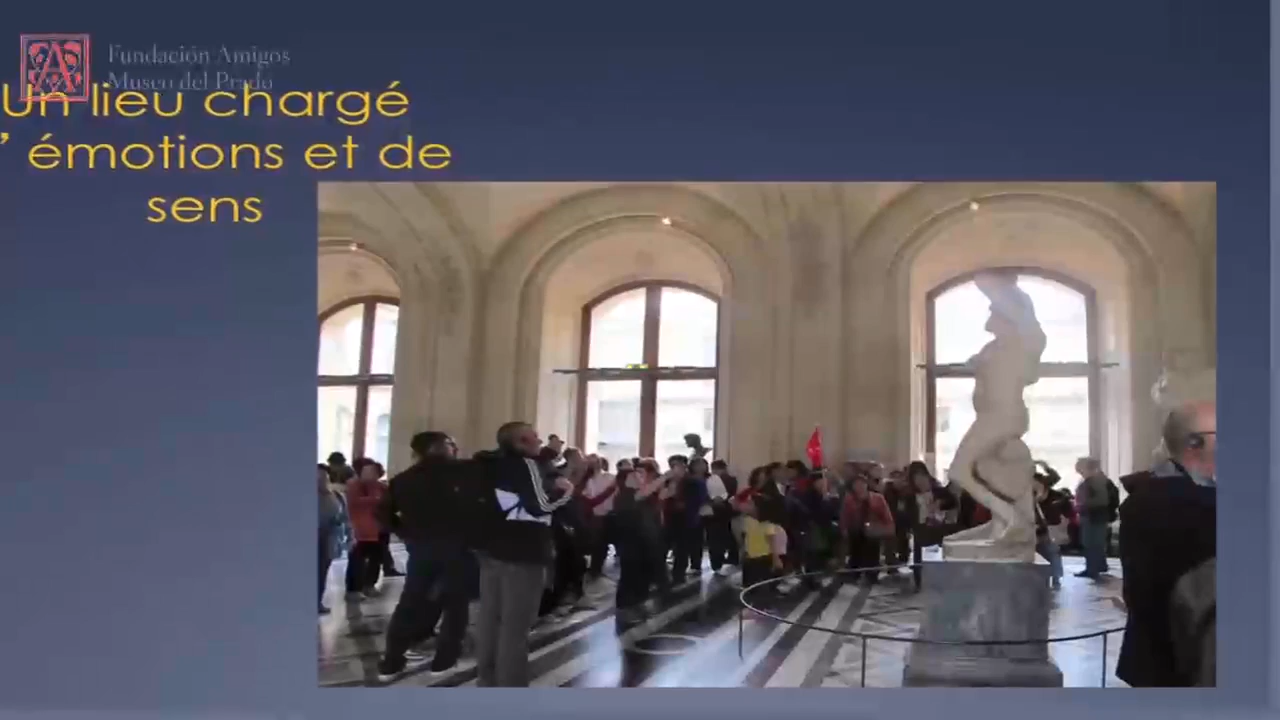 Fundación Amigos
Museo del Prado
Un lieu chargé
’ émotions et de
sens